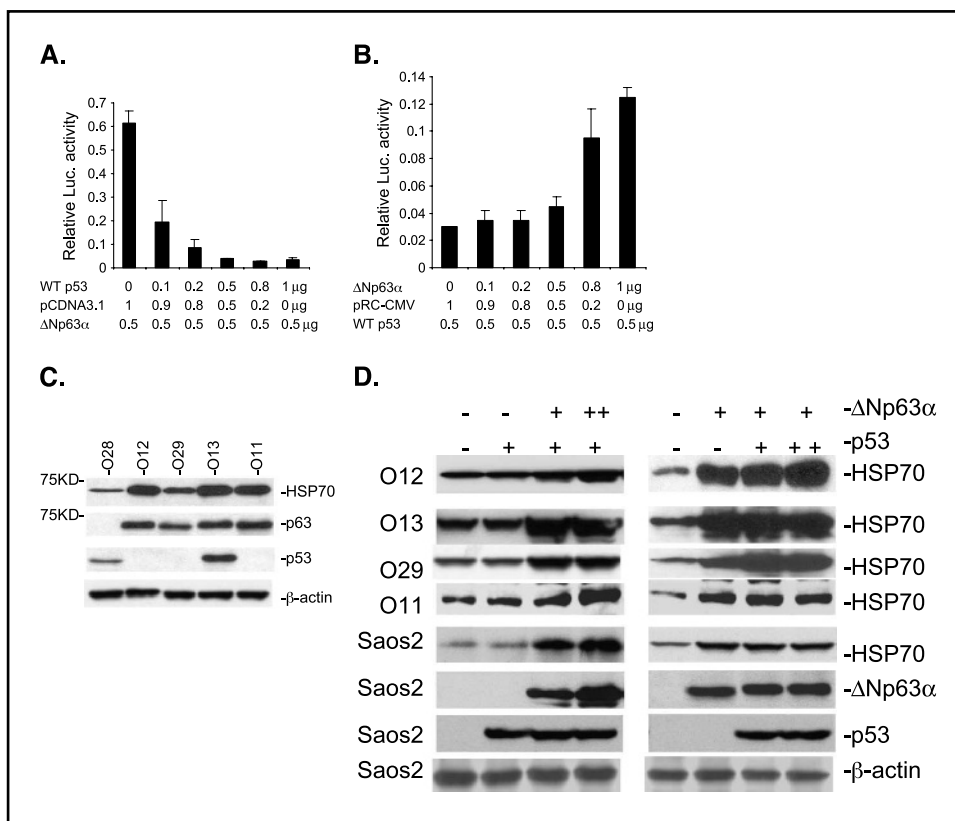 A.
Relative Luc. activity
0.7
0.6
0.5
0.4
0.3
0.2
0.1
0
WT p53 0 0.1 0.2 0.5 0.8 1 µg
pCDNA3.1 1 0.9 0.8 0.5 0.2 0 µg
ΔNp63α 0.5 0.5 0.5 0.5 0.5 0.5 µg
B.
Relative Luc. activity
0.14
0.12
0.1
0.08
0.06
0.04
0.02
0
ΔNp63α 0 0.1 0.2 0.5 0.8 1 µg
pRC-CMV 1 0.9 0.8 0.5 0.2 0 µg
WT p53 0.5 0.5 0.5 0.5 0.5 0.5 µg
C.
-O28 -O12 -O29 -O13 -O11
75KD- -HSP70
75KD- -p63
-p53
-β-actin
D.
- - + ++ - + + + -ΔNp63α
- + + + - - + ++ -p53
O12 -HSP70
O13 -HSP70
O29 -HSP70
O11 -HSP70
Saos2 -HSP70
Saos2 -ΔNp63α
Saos2 -p53
Saos2 -β-actin